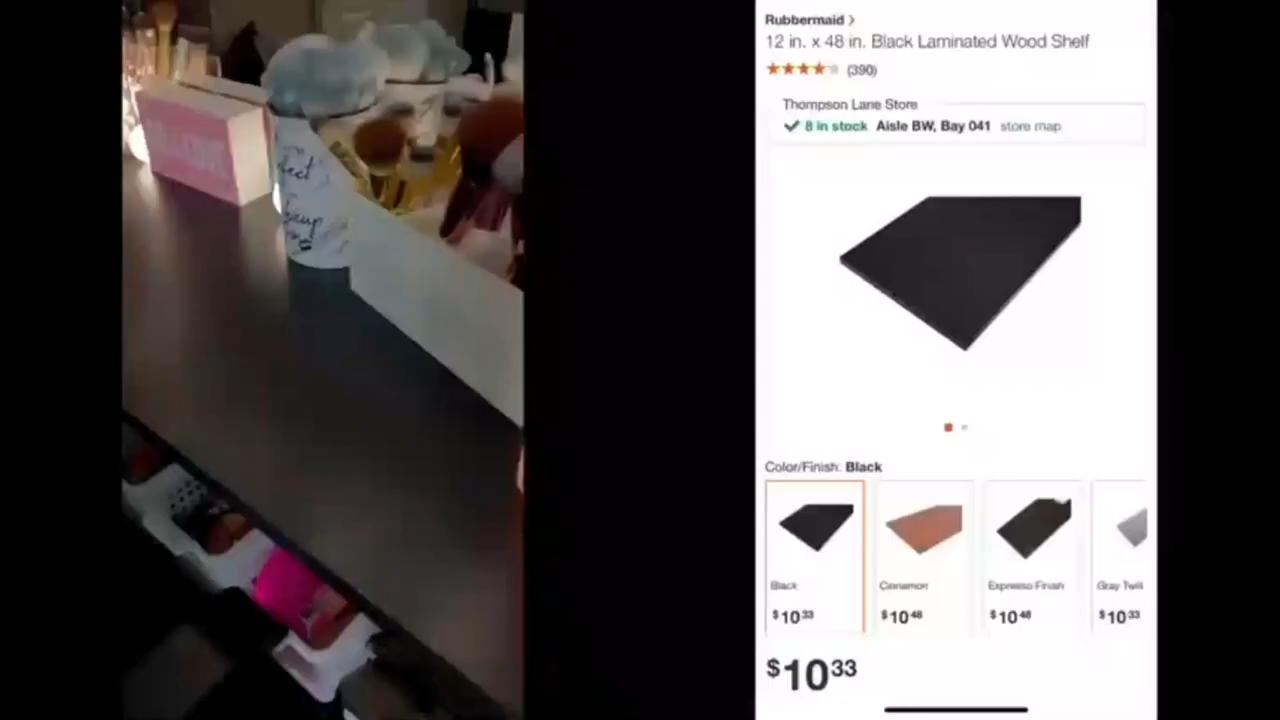 Rubbermaid >
12 in. x 48 in. Black Laminated Wood Shelf
(390)
Thompson Lane Store
8 in stock Aisle BW, Bay 041 store map
Color/Finish: Black
Black
Cinnamon
Expresso Finish
Gray Twill
$10 33
$10 48
$10 48
$10 33
$10 33